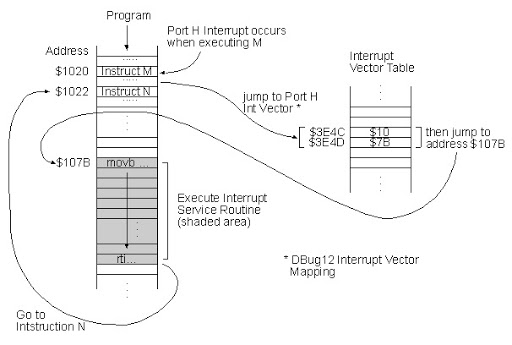 Program
Port H Interrupt occurs
when executing M
Address
.....
$1020
Instruct M
.....
$1022
Instruct N
.....
Interrupt
Vector Table
jump to Port H
Int Vector *
$3E4C
$10
$3E4D
$7B
then jump to
address $107B
$107B
movb ...
Execute Interrupt
Service Routine
(shaded area)
rti...
* DBug12 Interrupt Vector
Mapping
Go to
Intstruction N